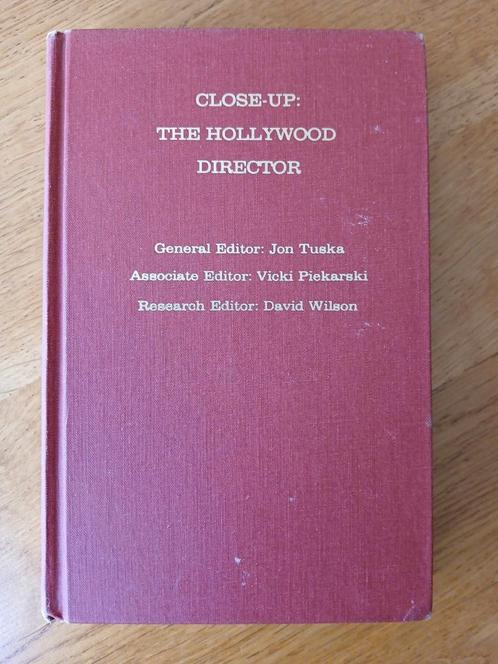 CLOSE-UP:
THE HOLLYWOOD
DIRECTOR
General Editor: Jon Tuska
Associate Editor: Vicki Piekarski
Research Editor: David Wilson